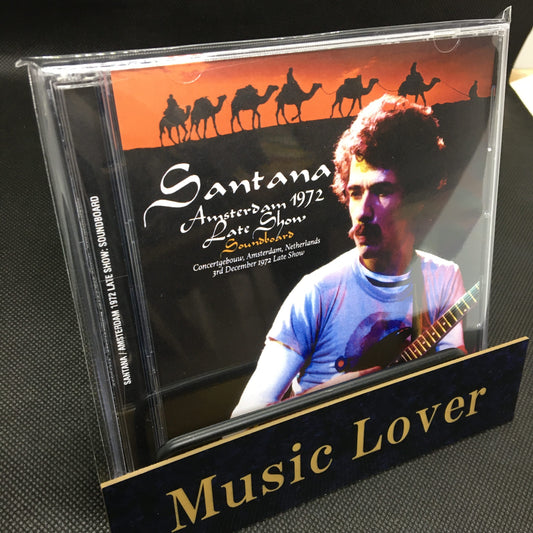 Santana
Amsterdam 1972
Late Show
Soundboard
Concertgebouw, Amsterdam, Netherlands
3rd December 1972 Late Show
SANTANA / AMSTERDAM 1972 LATE SHOW: SOUNDBOARD
Music Lover